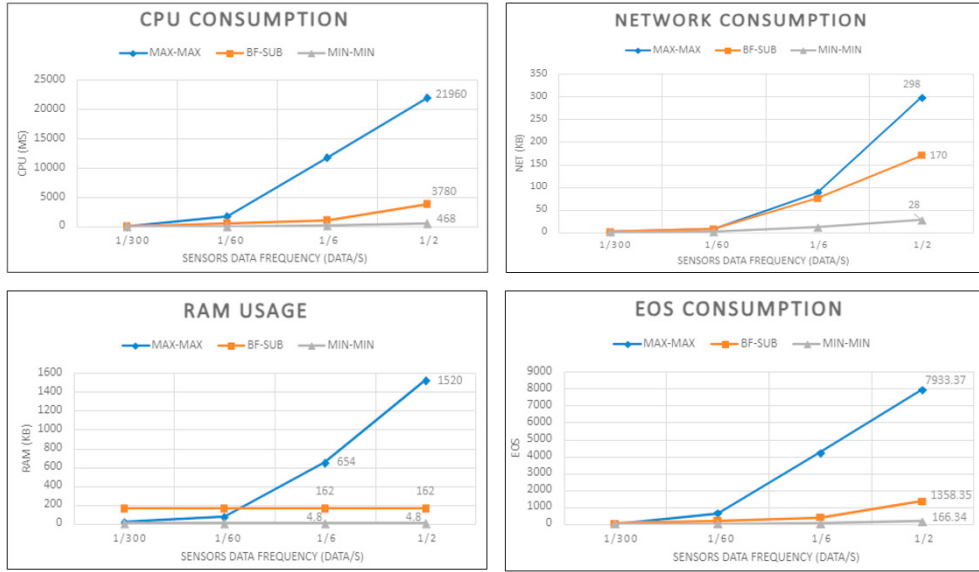 CPU CONSUMPTION
MAX-MAX BF-SUB MIN-MIN
25000
20000
15000
10000
5000
0
CPU (MS)
21960
3780
468
1/300 1/60 1/6 1/2
SENSORS DATA FREQUENCY (DATA/S)
NETWORK CONSUMPTION
MAX-MAX BF-SUB MIN-MIN
350
300
250
200
150
100
50
0
NET (KB)
298
170
28
1/300 1/60 1/6 1/2
SENSORS DATA FREQUENCY (DATA/S)
RAM USAGE
MAX-MAX BF-SUB MIN-MIN
1600
1400
1200
1000
800
600
400
200
0
RAM (KB)
1520
654
162 162
4.8 4.8
1/300 1/60 1/6 1/2
SENSORS DATA FREQUENCY (DATA/S)
EOS CONSUMPTION
MAX-MAX BF-SUB MIN-MIN
9000
8000
7000
6000
5000
4000
3000
2000
1000
0
EOS
7933.37
1358.35
166.34
1/300 1/60 1/6 1/2
SENSORS DATA FREQUENCY (DATA/S)